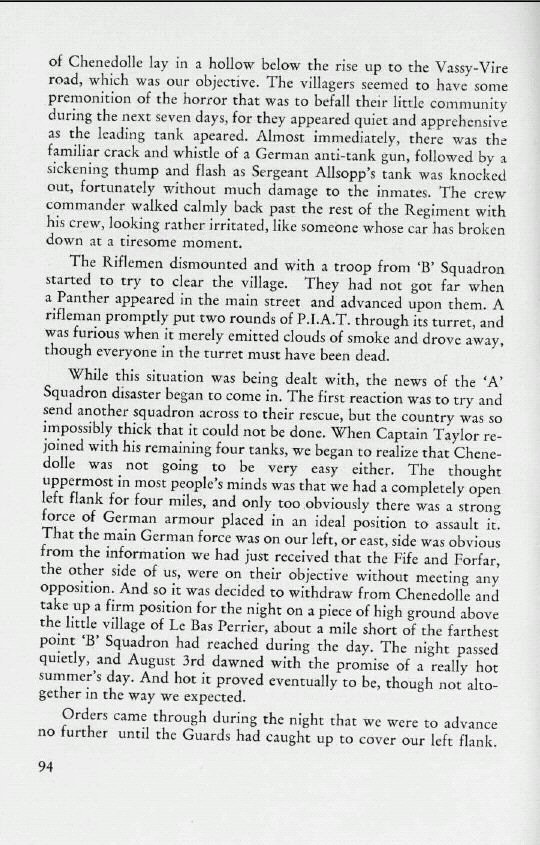 of Chenedolle lay in a hollow below the rise up to the Vassy-Vire
road, which was our objective. The villagers seemed to have some
premonition of the horror that was to befall their little community
during the next seven days, for they appeared quiet and apprehensive
as the leading tank apeared. Almost immediately, there was the
familiar crack and whistle of a German anti-tank gun, followed by a
sickening thump and flash as Sergeant Allsopp's tank was knocked
out, fortunately without much damage to the inmates. The crew
commander walked calmly back past the rest of the Regiment with
his crew, looking rather irritated, like someone whose car has broken
down at a tiresome moment.
The Riflemen dismounted and with a troop from 'B' Squadron
started to try to clear the village. They had not got far when
a Panther appeared in the main street and advanced upon them. A
rifleman promptly put two rounds of P.I.A.T. through its turret, and
was furious when it merely emitted clouds of smoke and drove away,
though everyone in the turret must have been dead.
While this situation was being dealt with, the news of the 'A'
Squadron disaster began to come in. The first reaction was to try and
send another squadron across to their rescue, but the country was so
impossibly thick that it could not be done. When Captain Taylor re-
joined with his remaining four tanks, we began to realize that Chene-
dolle was not going to be very easy either. The thought
uppermost in most people's minds was that we had a completely open
left flank for four miles, and only too obviously there was a strong
force of German armour placed in an ideal position to assault it.
That the main German force was on our left, or east, side was obvious
from the information we had just received that the Fife and Forfar,
the other side of us, were on their objective without meeting any
opposition. And so it was decided to withdraw from Chenedolle and
take up a firm position for the night on a piece of high ground above
the little village of Le Bas Perrier, about a mile short of the farthest
point 'B' Squadron had reached during the day. The night passed
quietly, and August 3rd dawned with the promise of a really hot
summer's day. And hot it proved eventually to be, though not alto-
gether in the way we expected.
Orders came through during the night that we were to advance
no further until the Guards had caught up to cover our left flank.
94